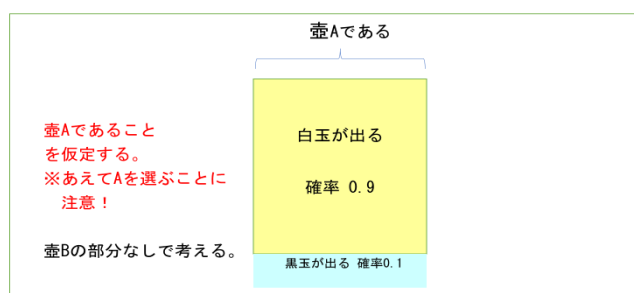 壺Aである
壺Aであること
を仮定する。
※あえてAを選ぶことに
注意！
壺Bの部分なしで考える。
白玉が出る
確率 0.9
黒玉が出る 確率0.1